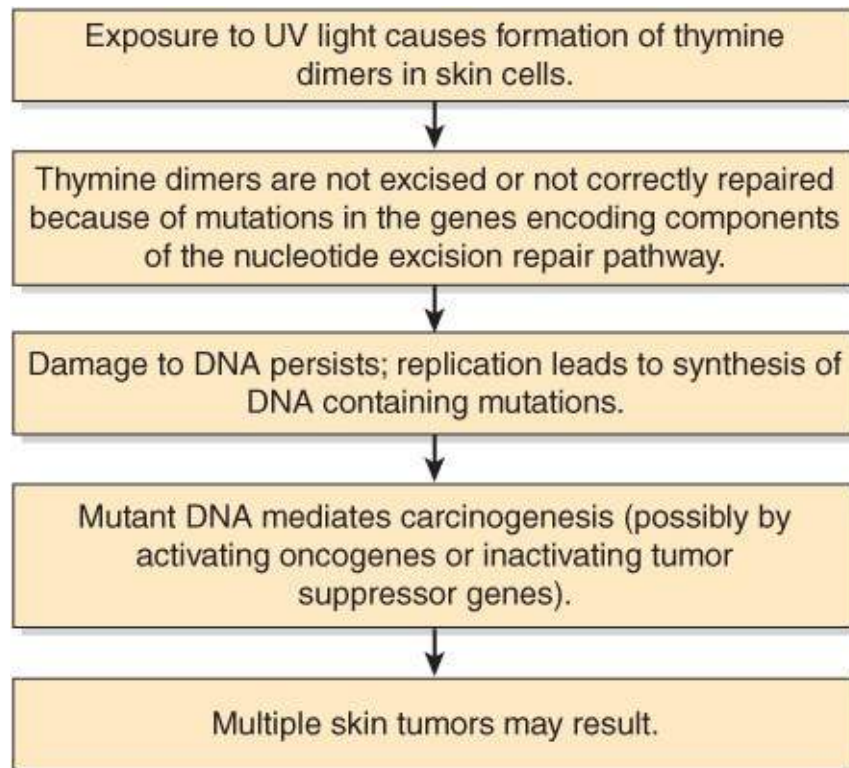 Exposure to UV light causes formation of thymine
dimers in skin cells.
Thymine dimers are not excised or not correctly repaired
because of mutations in the genes encoding components
of the nucleotide excision repair pathway.
Damage to DNA persists; replication leads to synthesis of
DNA containing mutations.
Mutant DNA mediates carcinogenesis (possibly by
activating oncogenes or inactivating tumor
suppressor genes).
Multiple skin tumors may result.